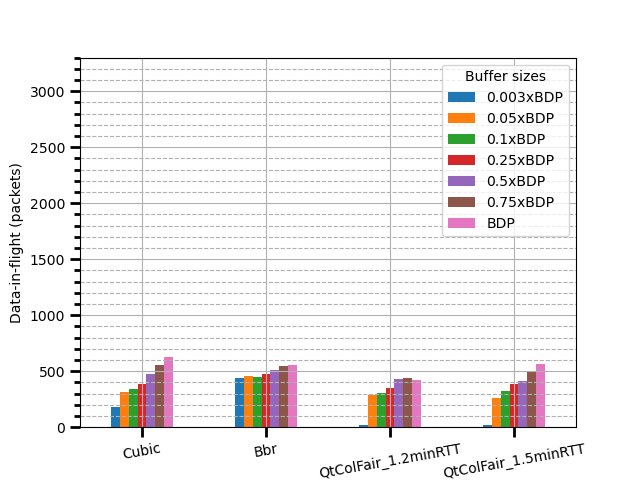 Data-in-flight (packets)
3000
2500
2000
1500
1000
500
0
Buffer sizes
0.003xBDP
0.05xBDP
0.1xBDP
0.25xBDP
0.5xBDP
0.75xBDP
BDP
Cubic
Bbr
QtColFair_1.2minRTT
QtColFair_1.5minRTT